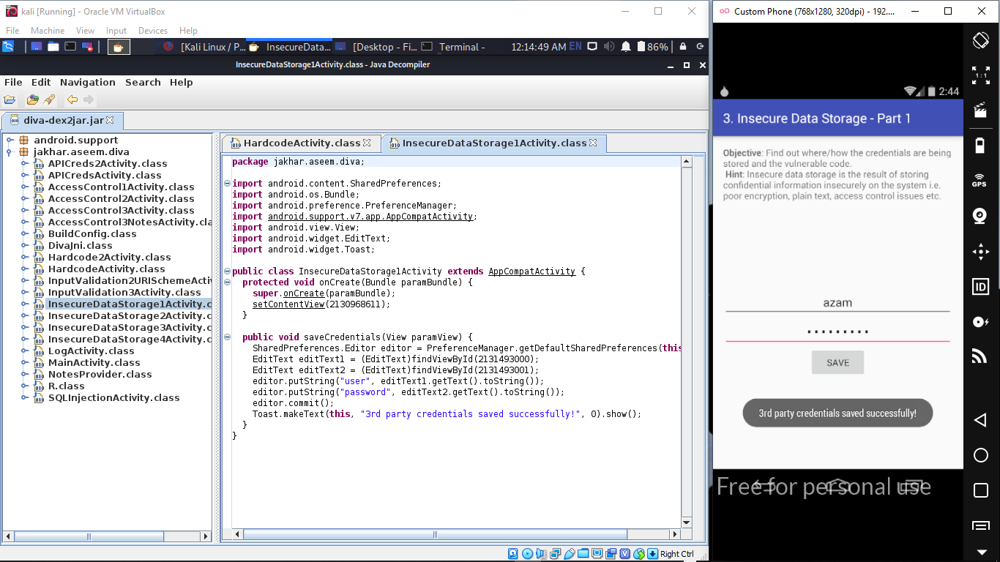 kali [Running] - Oracle VM VirtualBox
File Machine View Input Devices Help
[Kali Linux / P... InsecureData... [Desktop - Fi... Terminal - 12:14:49 AM EN 86%
InsecureDataStorage1Activity.class - Java Decompiler
File Edit Navigation Search Help
diva-dex2jar.jar
android.support
jakhar.aseem.diva
APICreds2Activity.class
APICredsActivity.class
AccessControl1Activity.class
AccessControl2Activity.class
AccessControl3Activity.class
AccessControl3NotesActivity.cla
BuildConfig.class
DivaJni.class
Hardcode2Activity.class
HardcodeActivity.class
InputValidation2URISchemeActiv
InputValidation3Activity.class
InsecureDataStorage1Activity.c
InsecureDataStorage2Activity.c
InsecureDataStorage3Activity.c
InsecureDataStorage4Activity.c
LogActivity.class
MainActivity.class
NotesProvider.class
R.class
SQLInjectionActivity.class
HardcodeActivity.class InsecureDataStorage1Activity.class
package jakhar.aseem.diva;
import android.content.SharedPreferences;
import android.os.Bundle;
import android.preference.PreferenceManager;
import android.support.v7.app.AppCompatActivity;
import android.view.View;
import android.widget.EditText;
import android.widget.Toast;
public class InsecureDataStorage1Activity extends AppCompatActivity {
protected void onCreate(Bundle paramBundle) {
super.onCreate(paramBundle);
setContentView(2130968611);
}
public void saveCredentials(View paramView) {
SharedPreferences.Editor editor = PreferenceManager.getDefaultSharedPreferences(this
EditText editText1 = (EditText)findViewById(2131493000);
EditText editText2 = (EditText)findViewById(2131493001);
editor.putString("user", editText1.getText().toString());
editor.putString("password", editText2.getText().toString());
editor.commit();
Toast.makeText(this, "3rd party credentials saved successfully!", 0).show();
}
}
Right Ctrl
Custom Phone (768x1280, 320dpi) - 192....
2:44
3. Insecure Data Storage - Part 1
Objective: Find out where/how the credentials are being
stored and the vulnerable code.
Hint: Insecure data storage is the result of storing
confidential information insecurely on the system i.e.
poor encryption, plain text, access control issues etc.
azam
•••••••••
SAVE
3rd party credentials saved successfully!
Free for personal use
1:1
GPS
ID